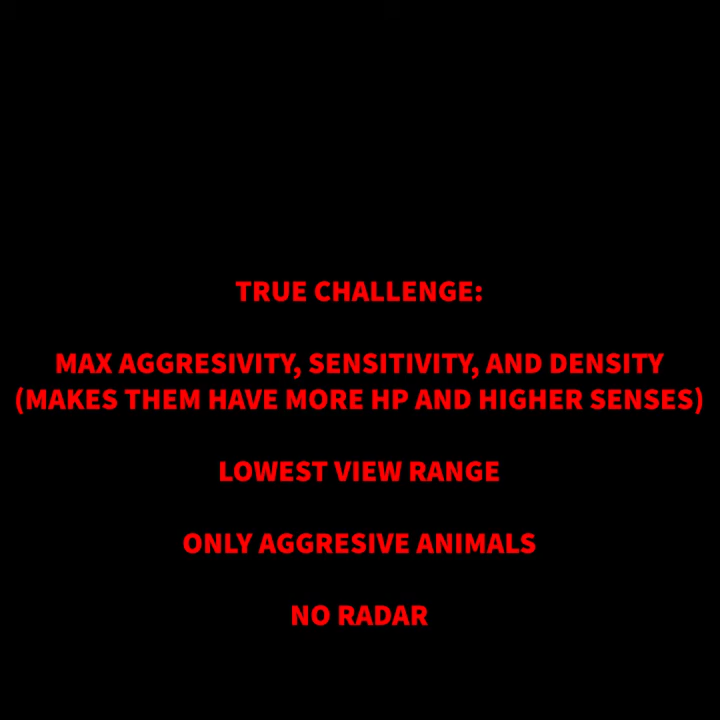 TRUE CHALLENGE:
MAX AGGRESIVITY, SENSITIVITY, AND DENSITY
(MAKES THEM HAVE MORE HP AND HIGHER SENSES)
LOWEST VIEW RANGE
ONLY AGGRESIVE ANIMALS
NO RADAR